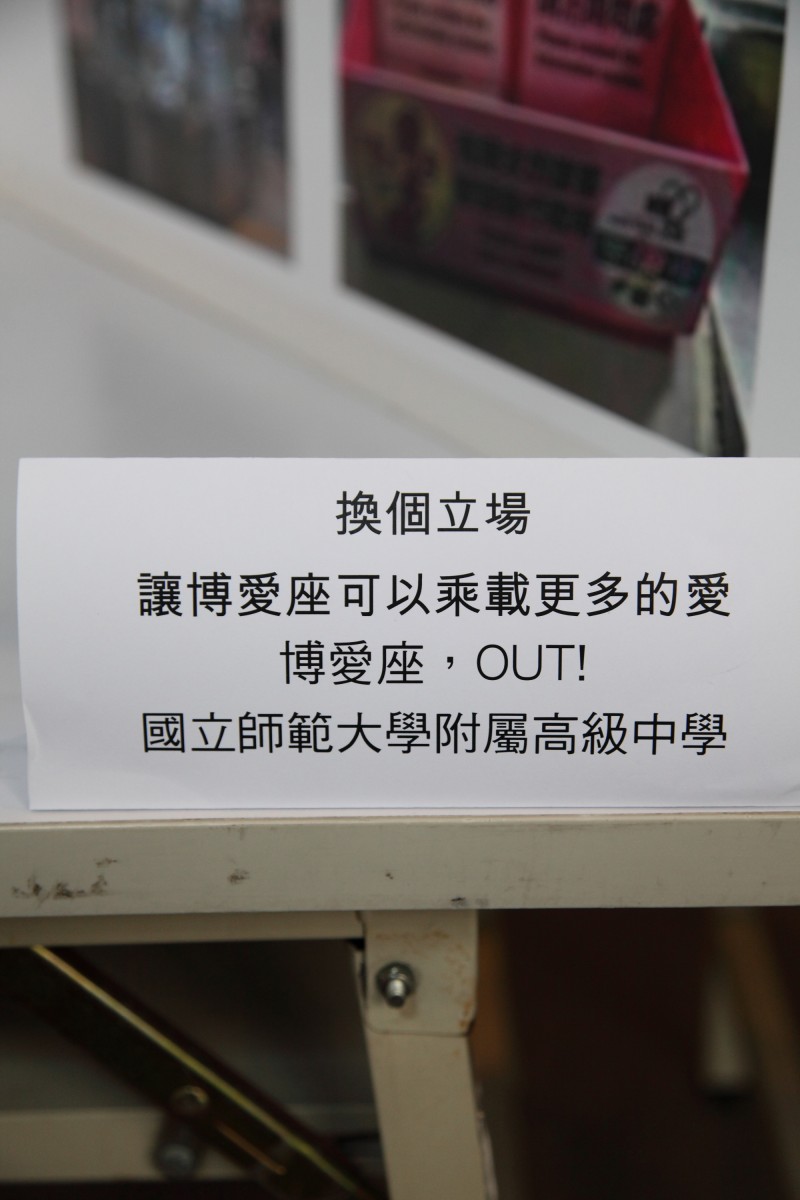 換個立場
讓博愛座可以乘載更多的愛
博愛座，OUT!
國立師範大學附屬高級中學